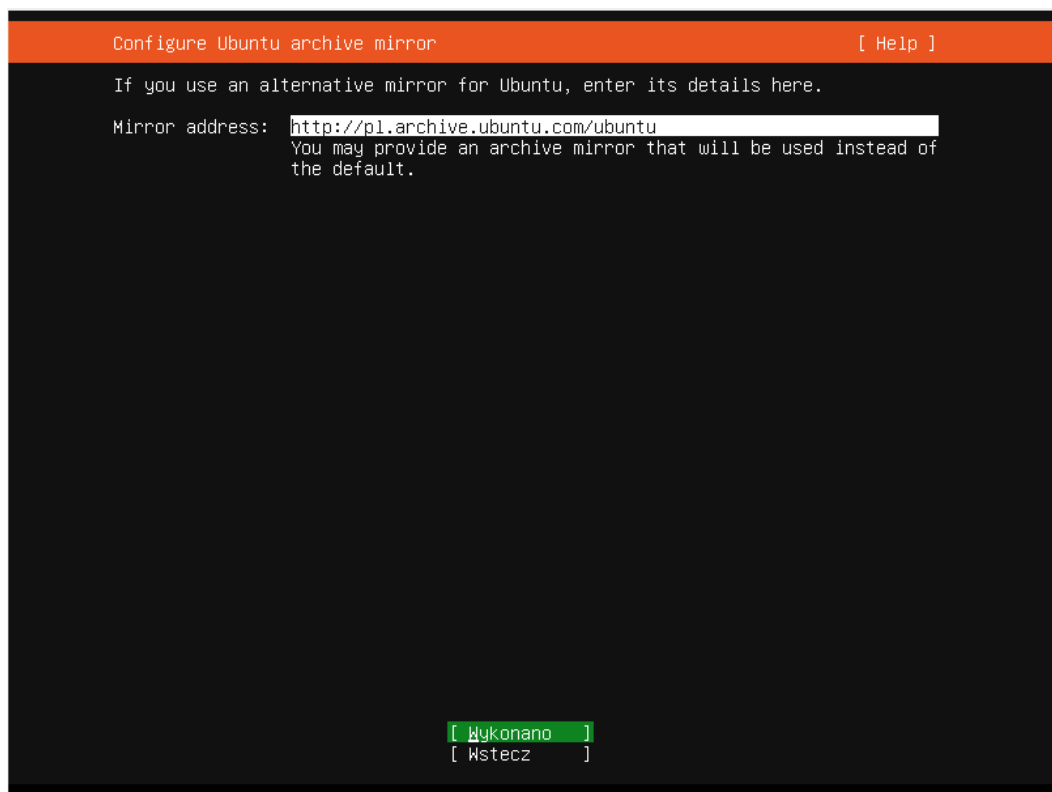 Configure Ubuntu archive mirror [ Help ]
If you use an alternative mirror for Ubuntu, enter its details here.
Mirror address: http://pl.archive.ubuntu.com/ubuntu
You may provide an archive mirror that will be used instead of
the default.
[ Wykonano ]
[ Wstecz ]